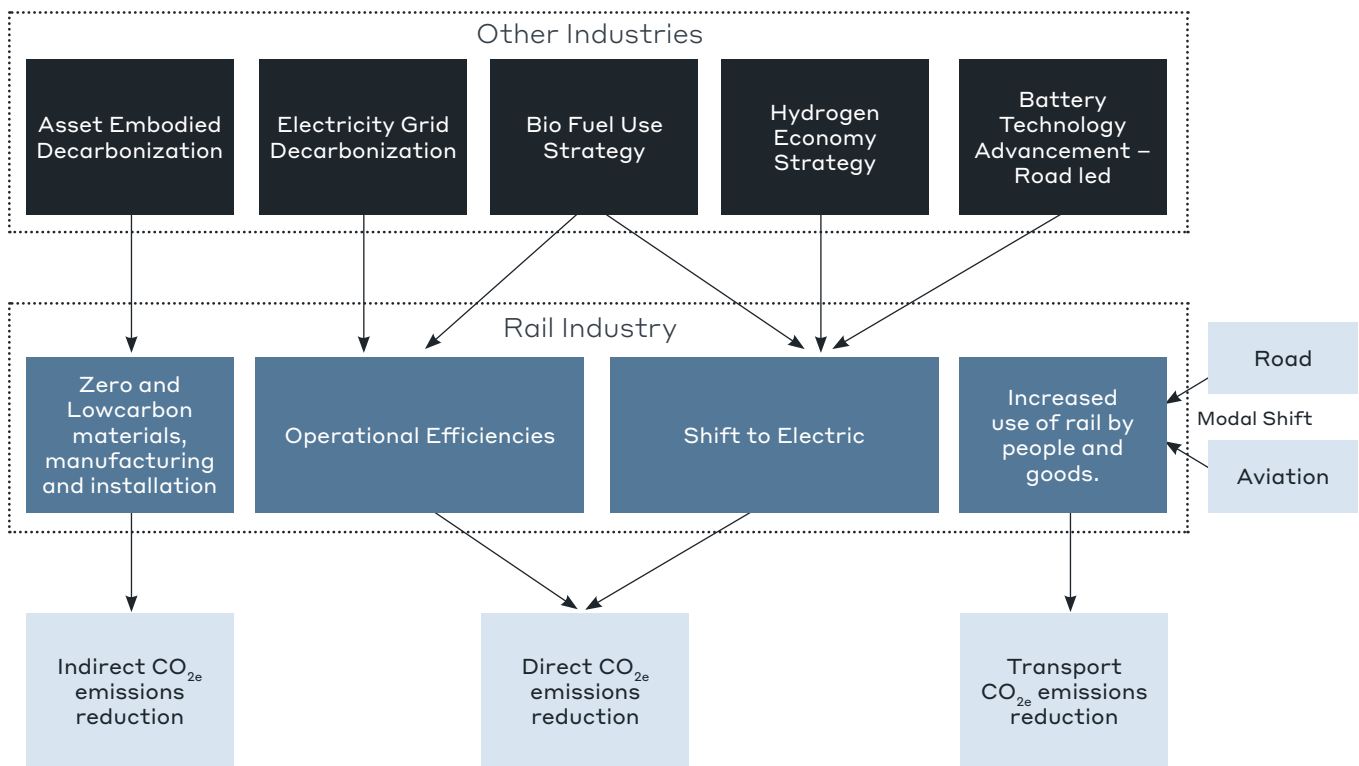 Other Industries
Asset Embodied
Decarbonization
Electricity Grid
Decarbonization
Bio Fuel Use
Strategy
Hydrogen
Economy
Strategy
Battery
Technology
Advancement –
Road led
Rail Industry
Zero and
Lowcarbon
materials,
manufacturing
and installation
Operational Efficiencies
Shift to Electric
Increased
use of rail by
people and
goods.
Road
Modal Shift
Aviation
Indirect CO2e
emissions
reduction
Direct CO2e
emissions
reduction
Transport
CO2e emissions
reduction